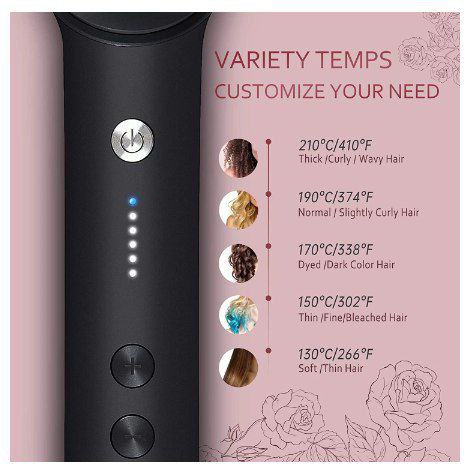 VARIETY TEMPS
CUSTOMIZE YOUR NEED
210°C/410°F
Thick /Curly / Wavy Hair
190°C/374°F
Normal / Slightly Curly Hair
170°C/338°F
Dyed /Dark Color Hair
150°C/302°F
Thin /Fine/Bleached Hair
130°C/266°F
Soft /Thin Hair